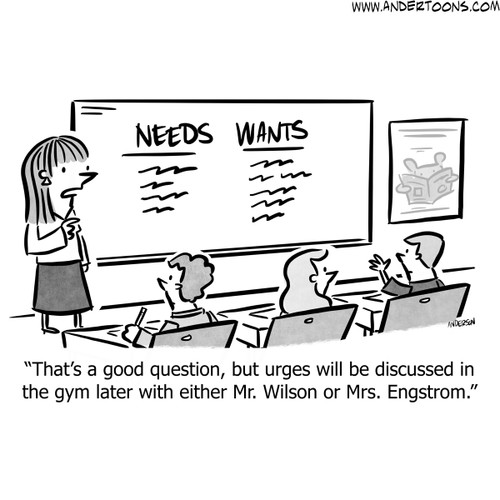 WWW.ANDERTOONS.COM
NEEDS WANTS
ANDERSON
“That’s a good question, but urges will be discussed in
the gym later with either Mr. Wilson or Mrs. Engstrom.”